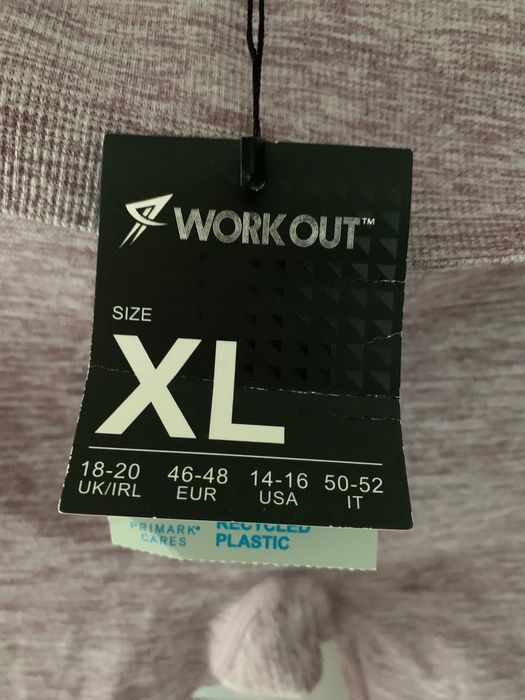 WORK OUT™
SIZE
XL
18-20 46-48 14-16 50-52
UK/IRL EUR USA IT
PRIMARK® RECYCLED
CARES PLASTIC